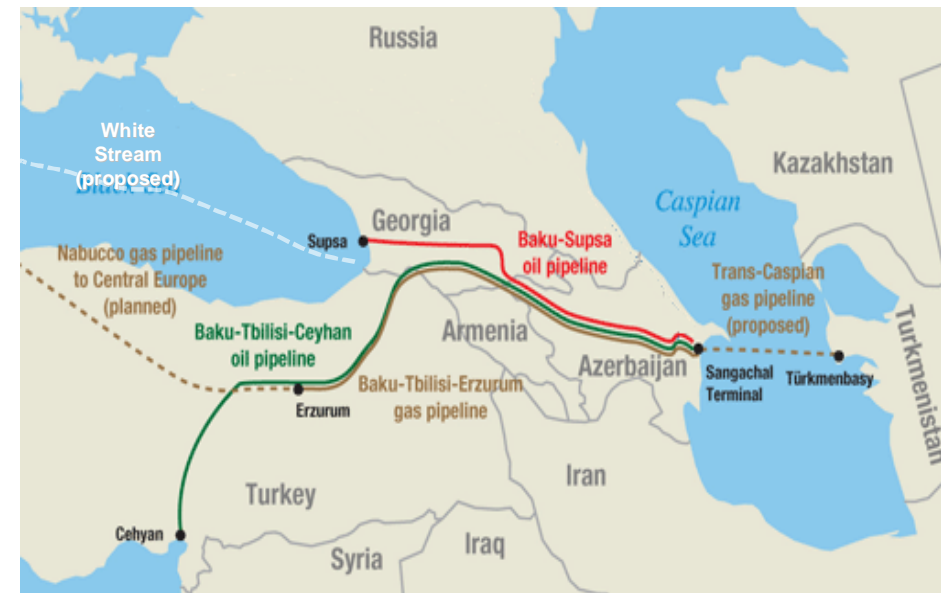 Russia
White
Stream
(proposed)
Black Sea
Kazakhstan
Caspian
Sea
Georgia
Supsa
Baku-Supsa
oil pipeline
Nabucco gas pipeline
to Central Europe
(planned)
Trans-Caspian
gas pipeline
(proposed)
Baku-Tbilisi-Ceyhan
oil pipeline
Armenia
Azerbaijan
Sangachal
Terminal
Türkmenbasy
Turkmenistan
Baku-Tbilisi-Erzurum
gas pipeline
Erzurum
Iran
Turkey
Cehyan
Syria
Iraq